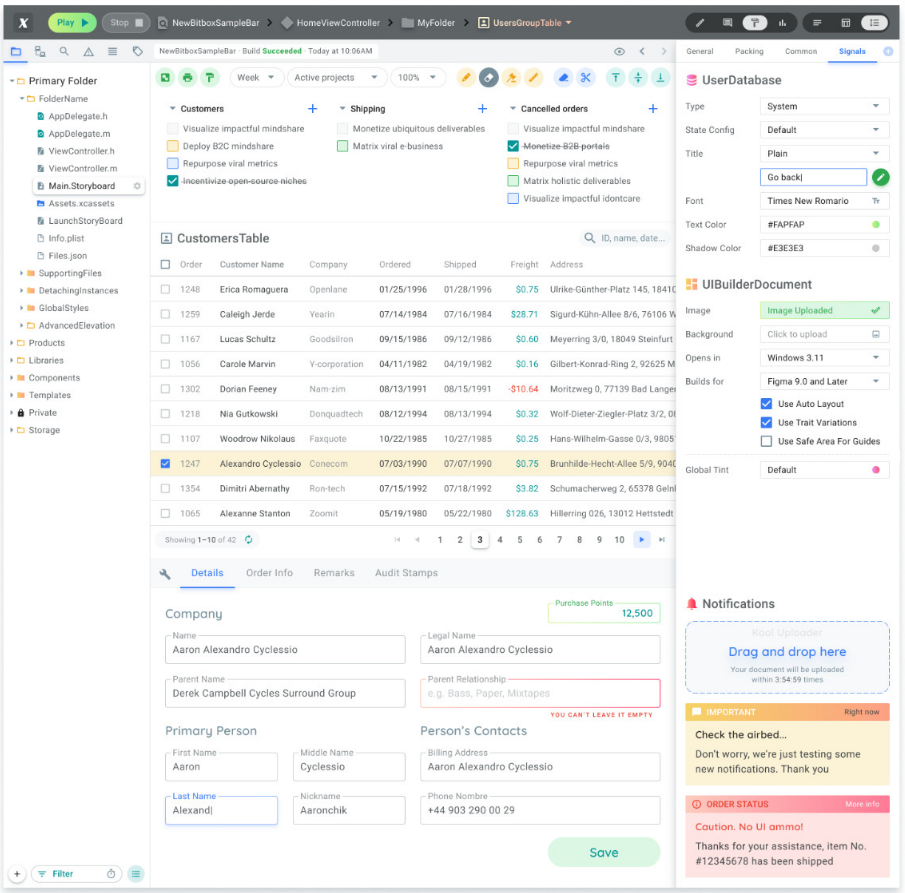 X Play Stop NewBitboxSampleBar HomeViewController MyFolder UsersGroupTable
NewBitboxSampleBar - Build Succeeded - Today at 10:06AM
General Packing Common Signals
Primary Folder
FolderName
AppDelegate.h
AppDelegate.m
ViewController.h
ViewController.m
Main.Storyboard
Assets.xcassets
LaunchStoryBoard
Info.plist
Files.json
SupportingFiles
DetachingInstances
GlobalStyles
AdvancedElevation
Products
Libraries
Components
Templates
Private
Storage
+ Filter
Week Active projects 100%
Customers +
Visualize impactful mindshare
Deploy B2C mindshare
Repurpose viral metrics
Incentivize open-source niches
Shipping +
Monetize ubiquitous deliverables
Matrix viral e-business
Cancelled orders +
Visualize impactful mindshare
Monetize B2B portals
Repurpose viral metrics
Matrix holistic deliverables
Visualize impactful idontcare
CustomersTable ID, name, date...
Order Customer Name Company Ordered Shipped Freight Address
1248 Erica Romaguera Openlane 01/25/1996 01/28/1996 $0.75 Ulrike-Günther-Platz 145, 18410
1259 Caleigh Jerde Yearin 07/14/1984 07/16/1984 $28.71 Sigurd-Kühn-Allee 8/6, 76106 W
1167 Lucas Schultz Goodsilron 09/15/1986 09/12/1986 $0.60 Meyerring 3/0, 18049 Steinfurt
1056 Carole Marvin Y-corporation 04/11/1982 04/19/1982 $0.16 Gilbert-Konrad-Ring 2, 92625 M
1302 Dorian Feeney Nam-zim 08/13/1991 08/15/1991 -$10.64 Moritzweg 0, 77139 Bad Langen
1218 Nia Gutkowski Donquadtech 08/12/1994 08/13/1994 $0.32 Wolf-Dieter-Ziegler-Platz 3/2, 08
1107 Woodrow Nikolaus Faxquote 10/22/1985 10/27/1985 $0.25 Hans-Wilhelm-Gasse 0/3, 9805
1247 Alexandro Cyclessio Conecom 07/03/1990 07/07/1990 $0.75 Brunhilde-Hecht-Allee 5/9, 9040
1354 Dimitri Abernathy Ron-tech 07/15/1992 07/18/1992 $3.82 Schumacherweg 2, 65378 Geln
1065 Alexanne Stanton Zoomit 05/19/1980 05/22/1980 $128.63 Hillerring 026, 13012 Hettstedt
Showing 1–10 of 42 1 2 3 4 5 6 7 8 9 10
Details Order Info Remarks Audit Stamps
Company
Purchase Points
12,500
Name
Aaron Alexandro Cyclessio
Legal Name
Aaron Alexandro Cyclessio
Parent Name
Derek Campbell Cycles Surround Group
Parent Relationship
e.g. Bass, Paper, Mixtapes
YOU CAN'T LEAVE IT EMPTY
Primary Person
First Name
Aaron
Middle Name
Cyclessio
Last Name
Alexand
Nickname
Aaronchik
Person's Contacts
Billing Address
Aaron Alexandro Cyclessio
Phone Nombre
+44 903 290 00 29
Save
UserDatabase
Type System
State Config Default
Title Plain
Go back
Font Times New Romario Tr
Text Color #FAPFAP
Shadow Color #E3E3E3
UIBuilderDocument
Image Image Uploaded
Background Click to upload
Opens in Windows 3.11
Builds for Figma 9.0 and Later
Use Auto Layout
Use Trait Variations
Use Safe Area For Guides
Global Tint Default
Notifications
Kool Uploader
Drag and drop here
Your document will be uploaded
within 3:54:59 times
IMPORTANT Right now
Check the airbed...
Don't worry, we're just testing some
new notifications. Thank you
ORDER STATUS More info
Caution. No UI ammo!
Thanks for your assistance, item No.
#12345678 has been shipped